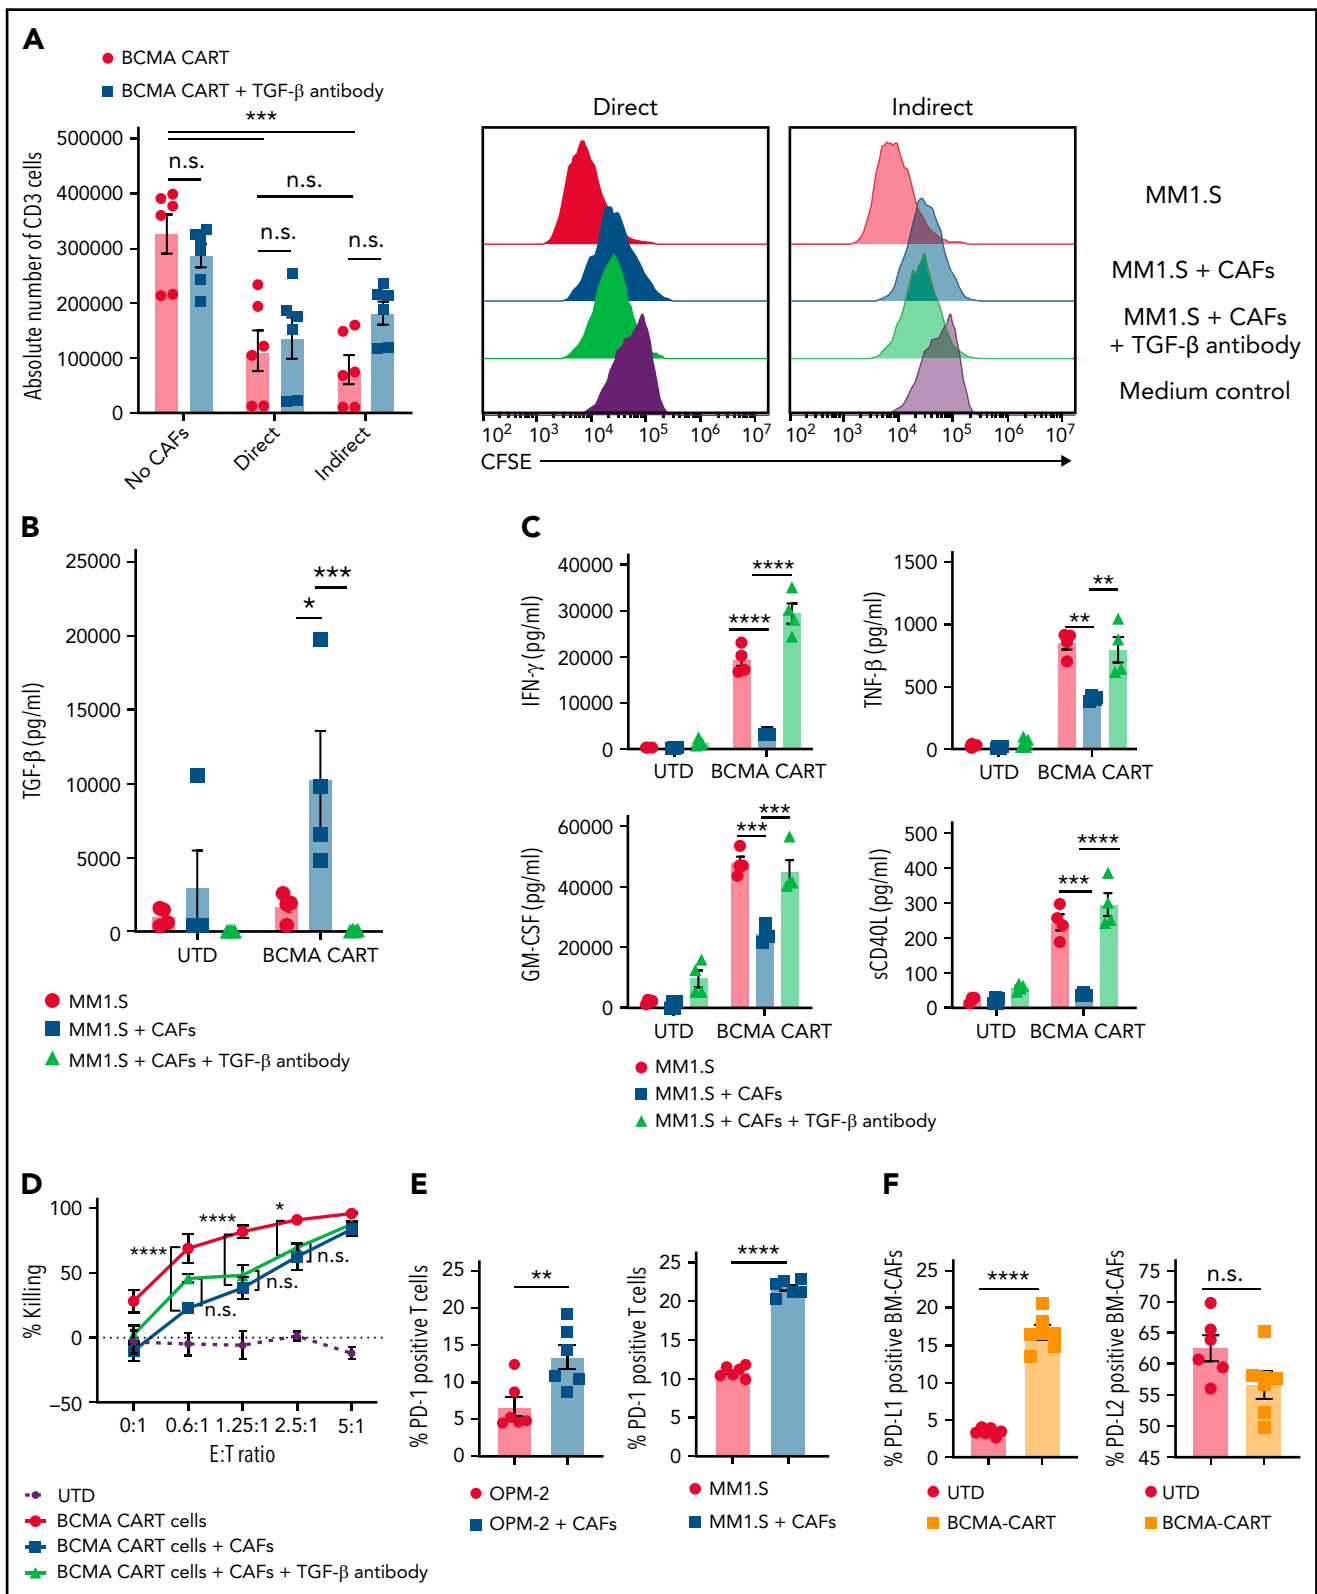 A
BCMA CART
BCMA CART + TGF-β antibody
Absolute number of CD3 cells
500000
400000
300000
200000
100000
0
***
n.s.
n.s.
n.s.
n.s.
No CAFs
Direct
Indirect
Direct
Indirect
MM1.S
MM1.S + CAFs
MM1.S + CAFs
+ TGF-β antibody
Medium control
10² 10³ 10⁴ 10⁵ 10⁶ 10⁷
10² 10³ 10⁴ 10⁵ 10⁶ 10⁷
CFSE
B
TGF-β (pg/ml)
25000
20000
15000
10000
5000
0
*
***
UTD
BCMA CART
MM1.S
MM1.S + CAFs
MM1.S + CAFs + TGF-β antibody
C
IFN-γ (pg/ml)
40000
30000
20000
10000
0
****
****
UTD
BCMA CART
TNF-β (pg/ml)
1500
1000
500
0
**
**
UTD
BCMA CART
GM-CSF (pg/ml)
60000
40000
20000
0
***
***
UTD
BCMA CART
sCD40L (pg/ml)
500
400
300
200
100
0
***
****
UTD
BCMA CART
MM1.S
MM1.S + CAFs
MM1.S + CAFs + TGF-β antibody
D
% Killing
100
50
0
–50
****
****
*
n.s.
n.s.
n.s.
0:1 0.6:1 1.25:1 2.5:1 5:1
E:T ratio
UTD
BCMA CART cells
BCMA CART cells + CAFs
BCMA CART cells + CAFs + TGF-β antibody
E
% PD-1 positive T cells
25
20
15
10
5
0
**
OPM-2
OPM-2 + CAFs
% PD-1 positive T cells
25
20
15
10
5
0
****
MM1.S
MM1.S + CAFs
F
% PD-L1 positive BM-CAFs
25
20
15
10
5
0
****
UTD
BCMA-CART
% PD-L2 positive BM-CAFs
75
70
65
60
55
50
45
n.s.
UTD
BCMA-CART